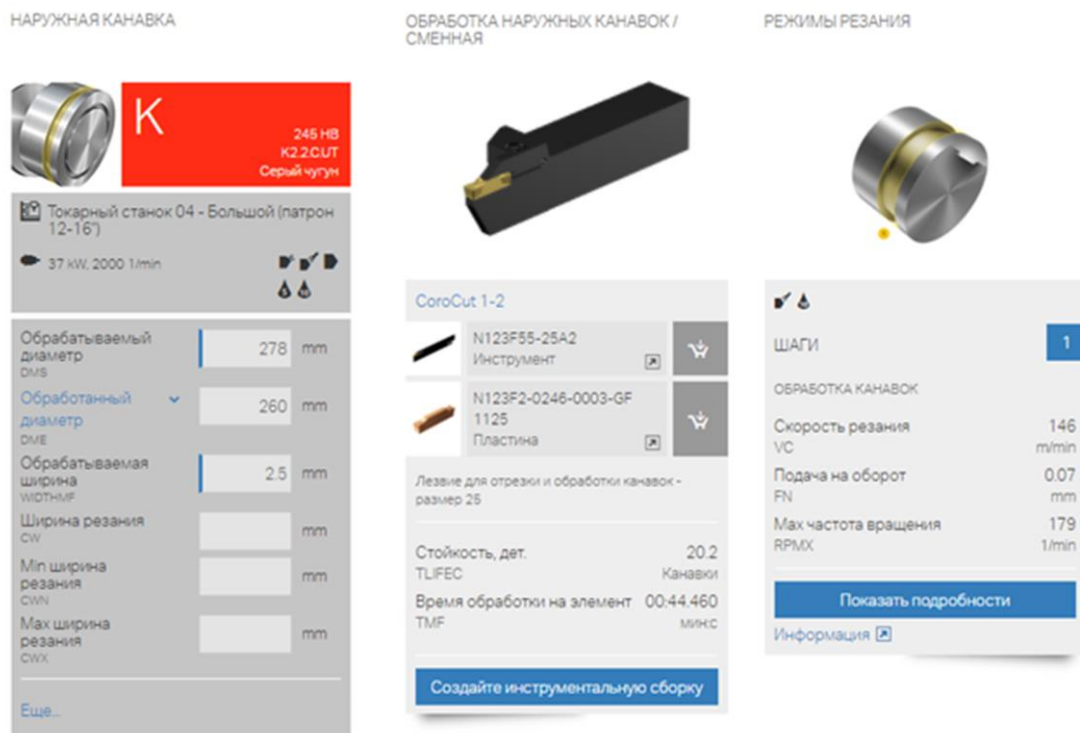 НАРУЖНАЯ КАНАВКА
K
245 HB
K2.2.C.UT
Серый чугун
Токарный станок 04 - Большой (патрон
12-16")
37 kW, 2000 1/min
Обрабатываемый
диаметр
DMS
278 mm
Обработанный
диаметр
DME
260 mm
Обрабатываемая
ширина
WIDTHMF
2.5 mm
Ширина резания
CW
mm
Min ширина
резания
CWN
mm
Max ширина
резания
CWX
mm
Еще...
ОБРАБОТКА НАРУЖНЫХ КАНАВОК /
СМЕННАЯ
CoroCut 1-2
N123F55-25A2
Инструмент
N123F2-0246-0003-GF
1125
Пластина
Лезвие для отрезки и обработки канавок -
размер 25
Стойкость, дет. 20.2
TLIFEC Канавки
Время обработки на элемент 00:44.460
TMF мин:с
Создайте инструментальную сборку
РЕЖИМЫ РЕЗАНИЯ
ШАГИ 1
ОБРАБОТКА КАНАВОК
Скорость резания 146
VC m/min
Подача на оборот 0.07
FN mm
Max частота вращения 179
RPMX 1/min
Показать подробности
Информация